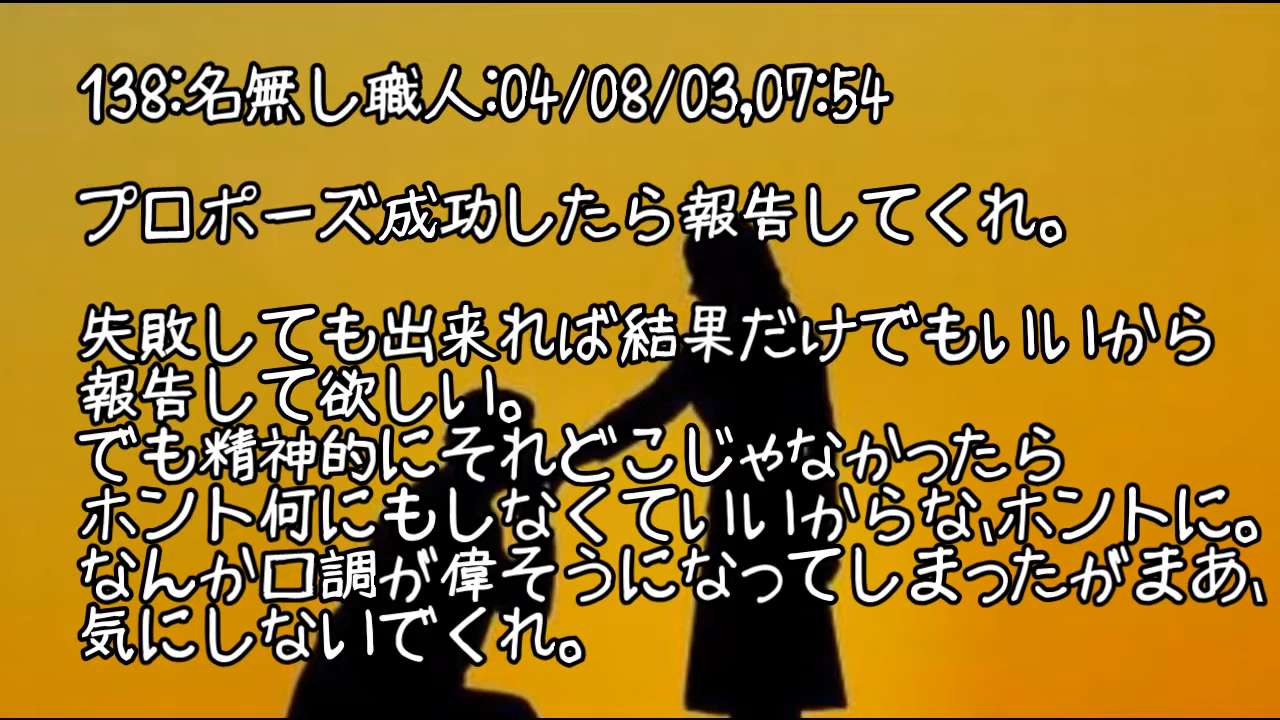 138:名無し職人:04/08/03,07:54
プロポーズ成功したら報告してくれ。
失敗しても出来れば結果だけでもいいから
報告して欲しい。
でも精神的にそれどこじゃなかったら
ホント何にもしなくていいからな、ホントに。
なんか口調が偉そうになってしまったがまあ、
気にしないでくれ。